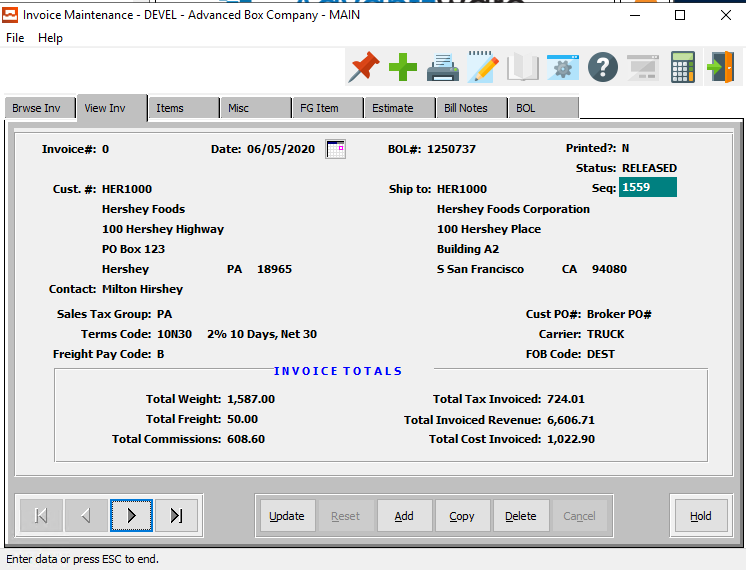 Invoice Maintenance - DEVEL - Advanced Box Company - MAIN
File Help
Brwse Inv View Inv Items Misc FG Item Estimate Bill Notes BOL
Invoice#: 0 Date: 06/05/2020 BOL#: 1250737 Printed?: N
Status: RELEASED
Cust. #: HER1000 Ship to: HER1000 Seq: 1559
Hershey Foods Hershey Foods Corporation
100 Hershey Highway 100 Hershey Place
PO Box 123 Building A2
Hershey PA 18965 S San Francisco CA 94080
Contact: Milton Hirshey
Sales Tax Group: PA Cust PO#: Broker PO#
Terms Code: 10N30 2% 10 Days, Net 30 Carrier: TRUCK
Freight Pay Code: B FOB Code: DEST
INVOICE TOTALS
Total Weight: 1,587.00 Total Tax Invoiced: 724.01
Total Freight: 50.00 Total Invoiced Revenue: 6,606.71
Total Commissions: 608.60 Total Cost Invoiced: 1,022.90
Update Reset Add Copy Delete Cancel Hold
Enter data or press ESC to end.